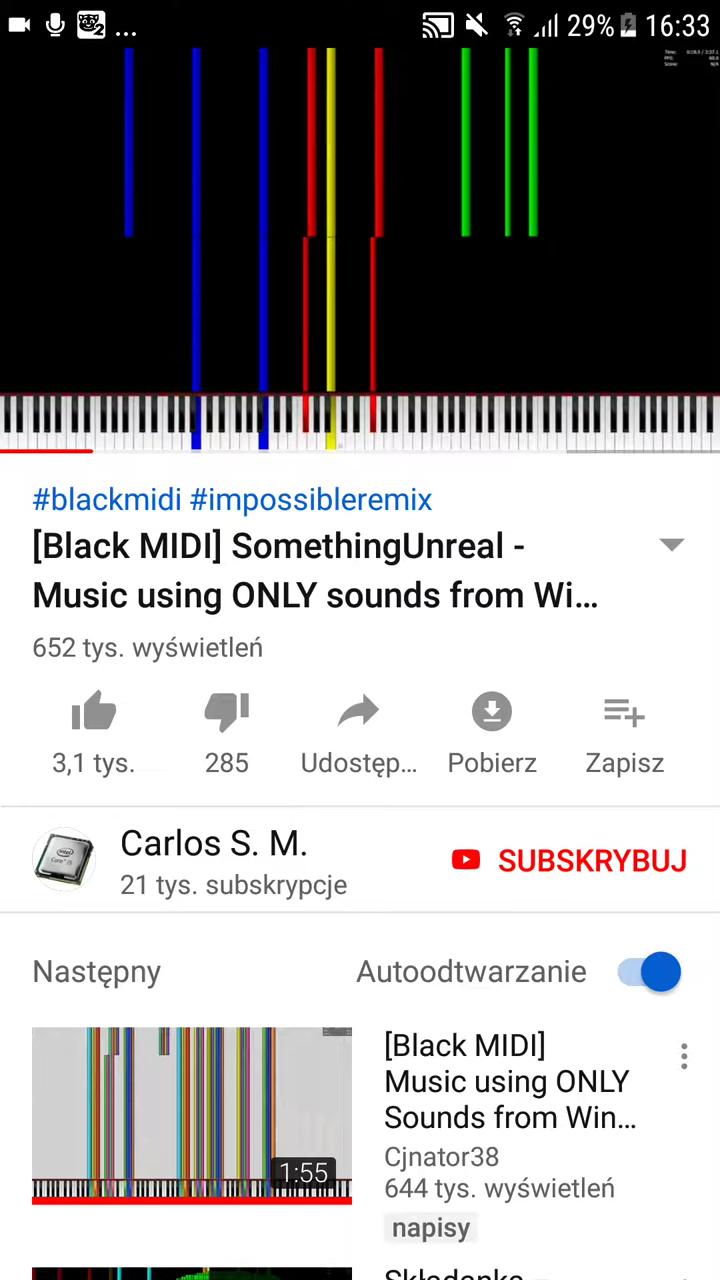 ... 29% 16:33
#blackmidi #impossibleremix
[Black MIDI] SomethingUnreal -
Music using ONLY sounds from Wi...
652 tys. wyświetleń
3,1 tys. 285 Udostęp... Pobierz Zapisz
Carlos S. M.
21 tys. subskrypcje
SUBSKRYBUJ
Następny Autoodtwarzanie
[Black MIDI]
Music using ONLY
Sounds from Win...
Cjnator38
644 tys. wyświetleń
napisy
1:55